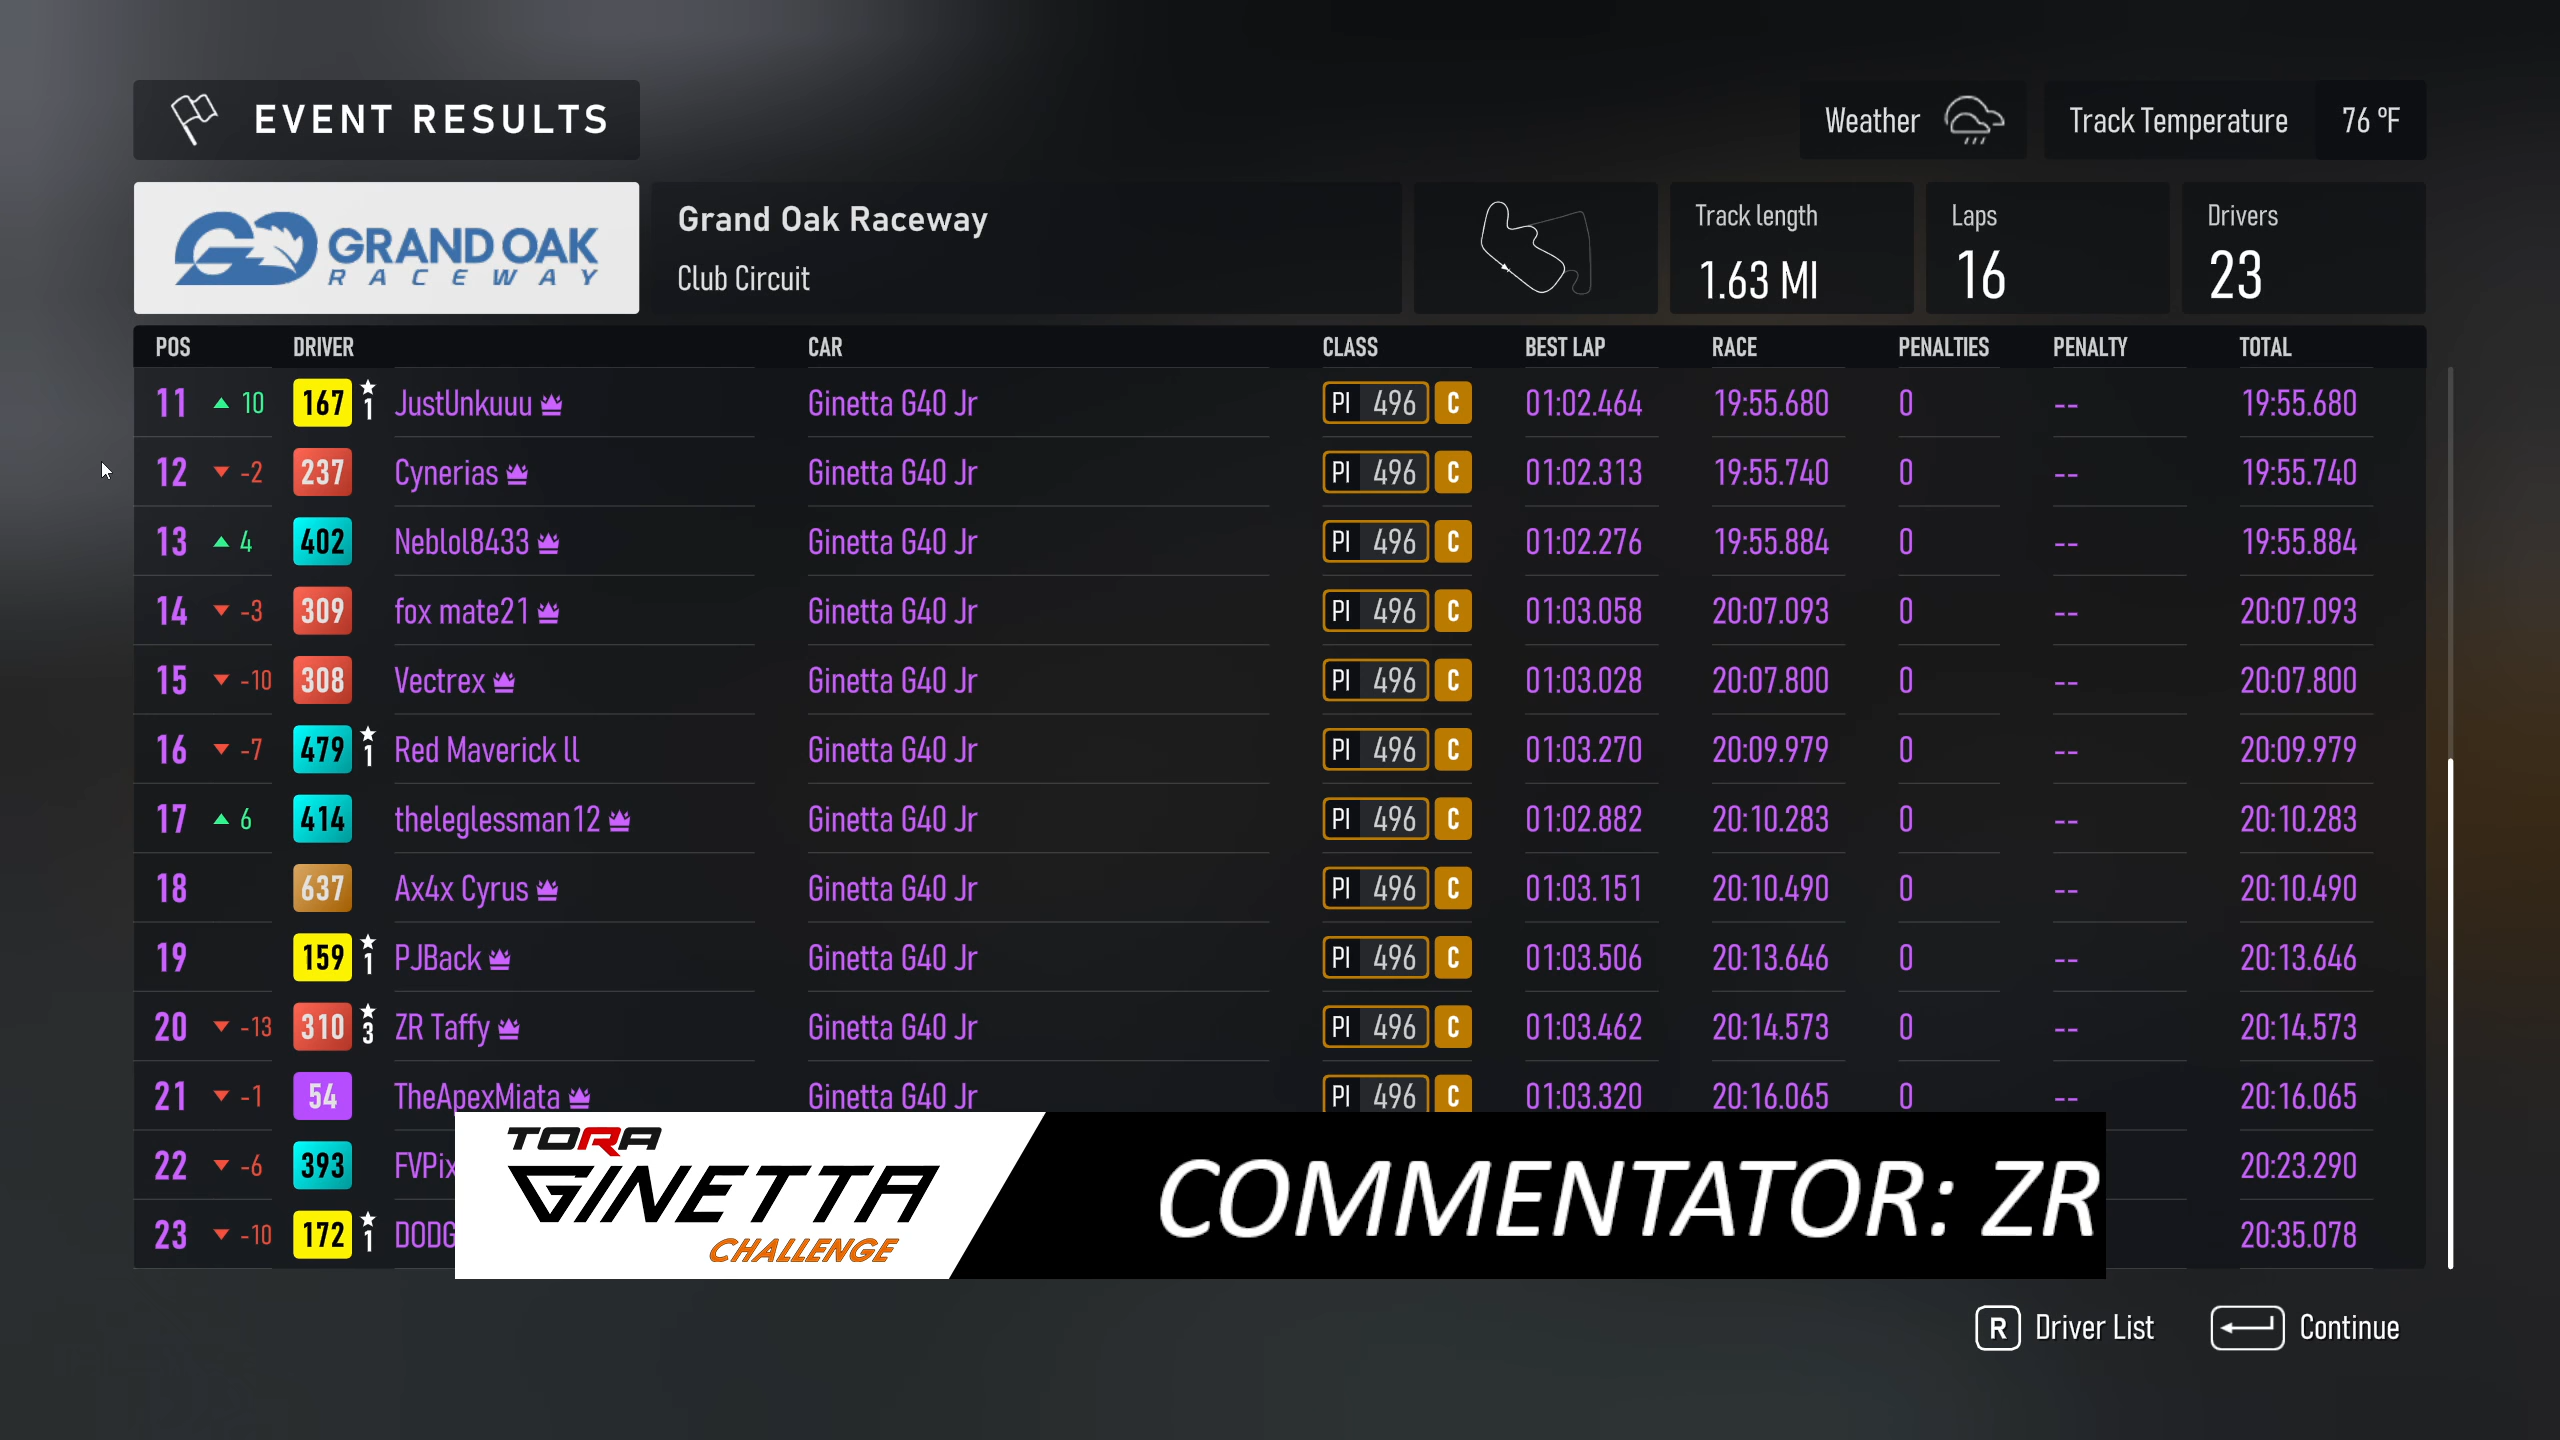 EVENT RESULTS
Weather
Track Temperature 76 °F
GRAND OAK
RACEWAY
Grand Oak Raceway
Club Circuit
Track length
1.63 MI
Laps
16
Drivers
23
POS DRIVER CAR CLASS BEST LAP RACE PENALTIES PENALTY TOTAL
11 10 167 1 JustUnkuuu Ginetta G40 Jr PI 496 C 01:02.464 19:55.680 0 -- 19:55.680
12 -2 237 Cynerias Ginetta G40 Jr PI 496 C 01:02.313 19:55.740 0 -- 19:55.740
13 4 402 Neblol8433 Ginetta G40 Jr PI 496 C 01:02.276 19:55.884 0 -- 19:55.884
14 -3 309 fox mate21 Ginetta G40 Jr PI 496 C 01:03.058 20:07.093 0 -- 20:07.093
15 -10 308 Vectrex Ginetta G40 Jr PI 496 C 01:03.028 20:07.800 0 -- 20:07.800
16 -7 479 1 Red Maverick ll Ginetta G40 Jr PI 496 C 01:03.270 20:09.979 0 -- 20:09.979
17 6 414 theleglessman12 Ginetta G40 Jr PI 496 C 01:02.882 20:10.283 0 -- 20:10.283
18 637 Ax4x Cyrus Ginetta G40 Jr PI 496 C 01:03.151 20:10.490 0 -- 20:10.490
19 159 1 PJBack Ginetta G40 Jr PI 496 C 01:03.506 20:13.646 0 -- 20:13.646
20 -13 310 3 ZR Taffy Ginetta G40 Jr PI 496 C 01:03.462 20:14.573 0 -- 20:14.573
21 -1 54 TheApexMiata Ginetta G40 Jr PI 496 C 01:03.320 20:16.065 0 -- 20:16.065
22 -6 393 FVPix 20:23.290
23 -10 172 1 DODG 20:35.078
TORA
GINETTA
CHALLENGE
COMMENTATOR: ZR
R Driver List
Continue